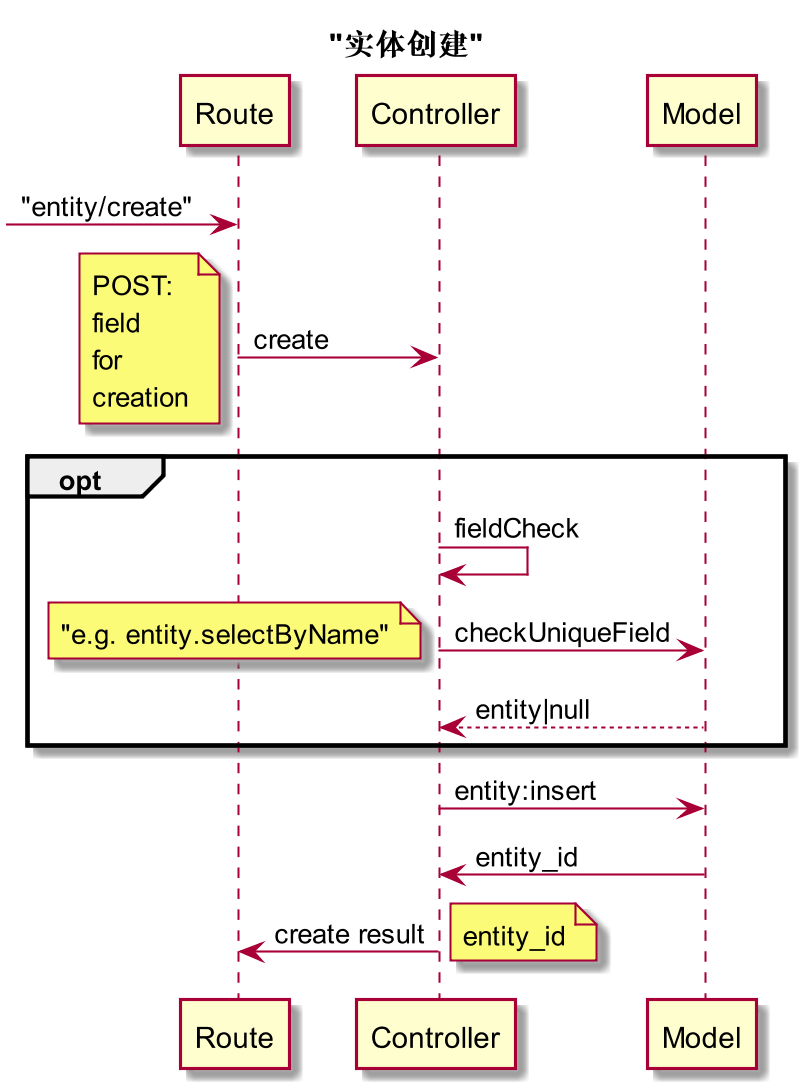 "实体创建"
Route
Controller
Model
"entity/create"
POST:
field
for
creation
create
opt
fieldCheck
"e.g. entity.selectByName"
checkUniqueField
entity|null
entity:insert
entity_id
create result
entity_id
Route
Controller
Model